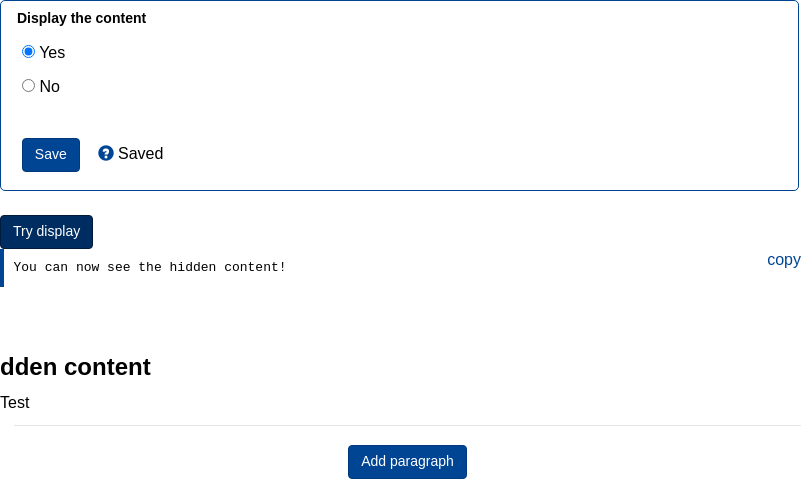 Display the content
Yes
No
Save Saved
Try display
You can now see the hidden content!
copy
dden content
Test
Add paragraph